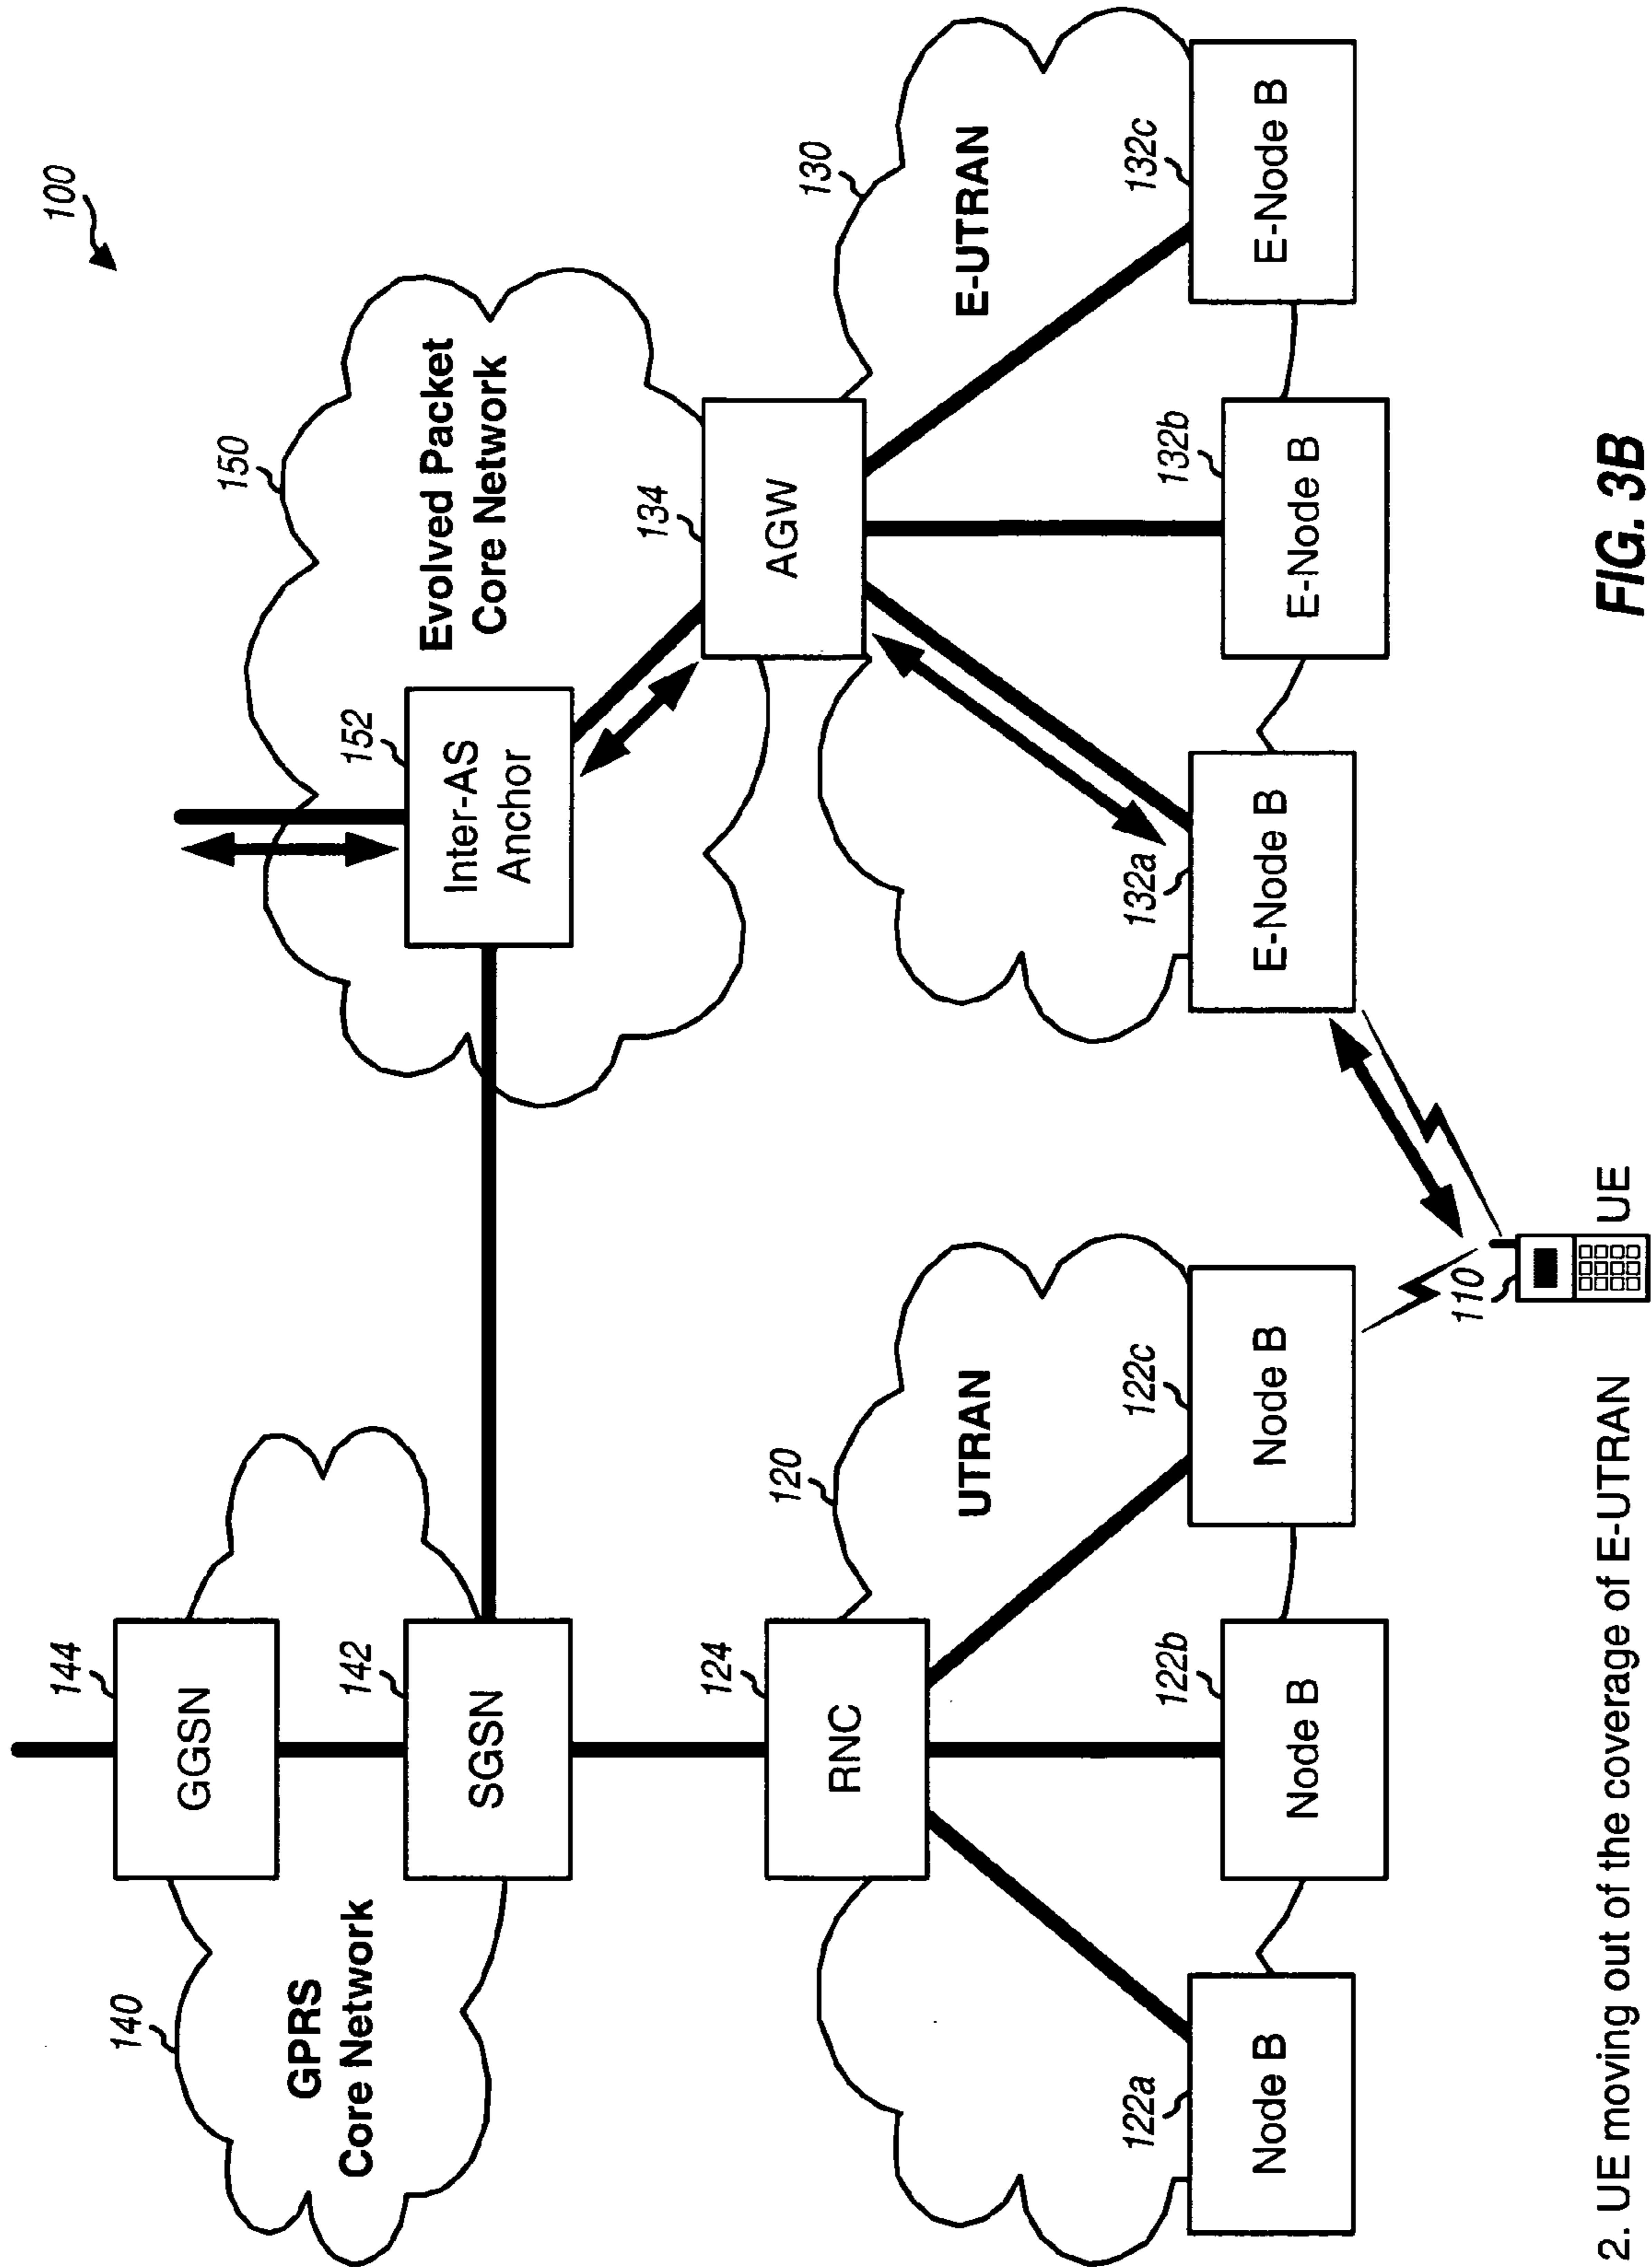 100
144
GGSN
140
GPRS
Core Network
142
SGSN
150
Evolved Packet
Core Network
152
Inter-AS
Anchor
134
AGW
124
RNC
120
UTRAN
130
E-UTRAN
122a
Node B
122b
Node B
122c
Node B
132a
E-Node B
132b
E-Node B
132c
E-Node B
110
UE
2. UE moving out of the coverage of E-UTRAN
FIG. 3B